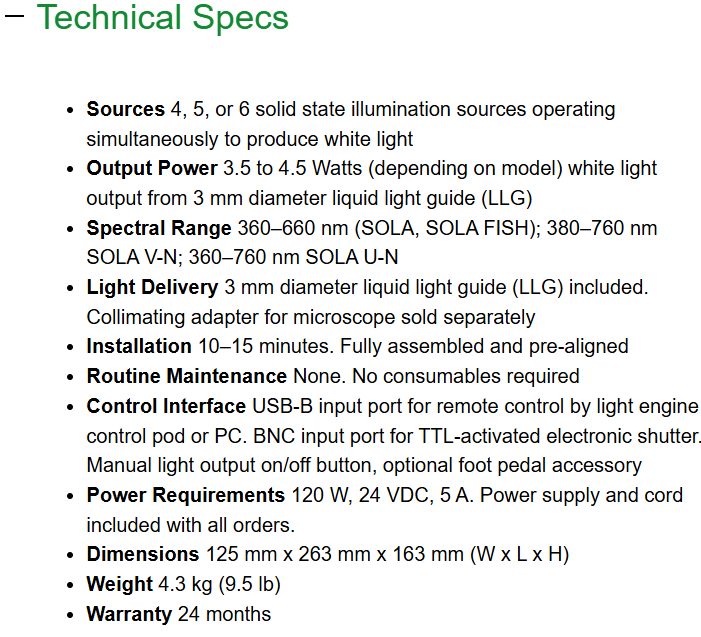 Technical Specs
Sources 4, 5, or 6 solid state illumination sources operating
simultaneously to produce white light
Output Power 3.5 to 4.5 Watts (depending on model) white light
output from 3 mm diameter liquid light guide (LLG)
Spectral Range 360–660 nm (SOLA, SOLA FISH); 380–760 nm
SOLA V-N; 360–760 nm SOLA U-N
Light Delivery 3 mm diameter liquid light guide (LLG) included.
Collimating adapter for microscope sold separately
Installation 10–15 minutes. Fully assembled and pre-aligned
Routine Maintenance None. No consumables required
Control Interface USB-B input port for remote control by light engine
control pod or PC. BNC input port for TTL-activated electronic shutter.
Manual light output on/off button, optional foot pedal accessory
Power Requirements 120 W, 24 VDC, 5 A. Power supply and cord
included with all orders.
Dimensions 125 mm x 263 mm x 163 mm (W x L x H)
Weight 4.3 kg (9.5 lb)
Warranty 24 months